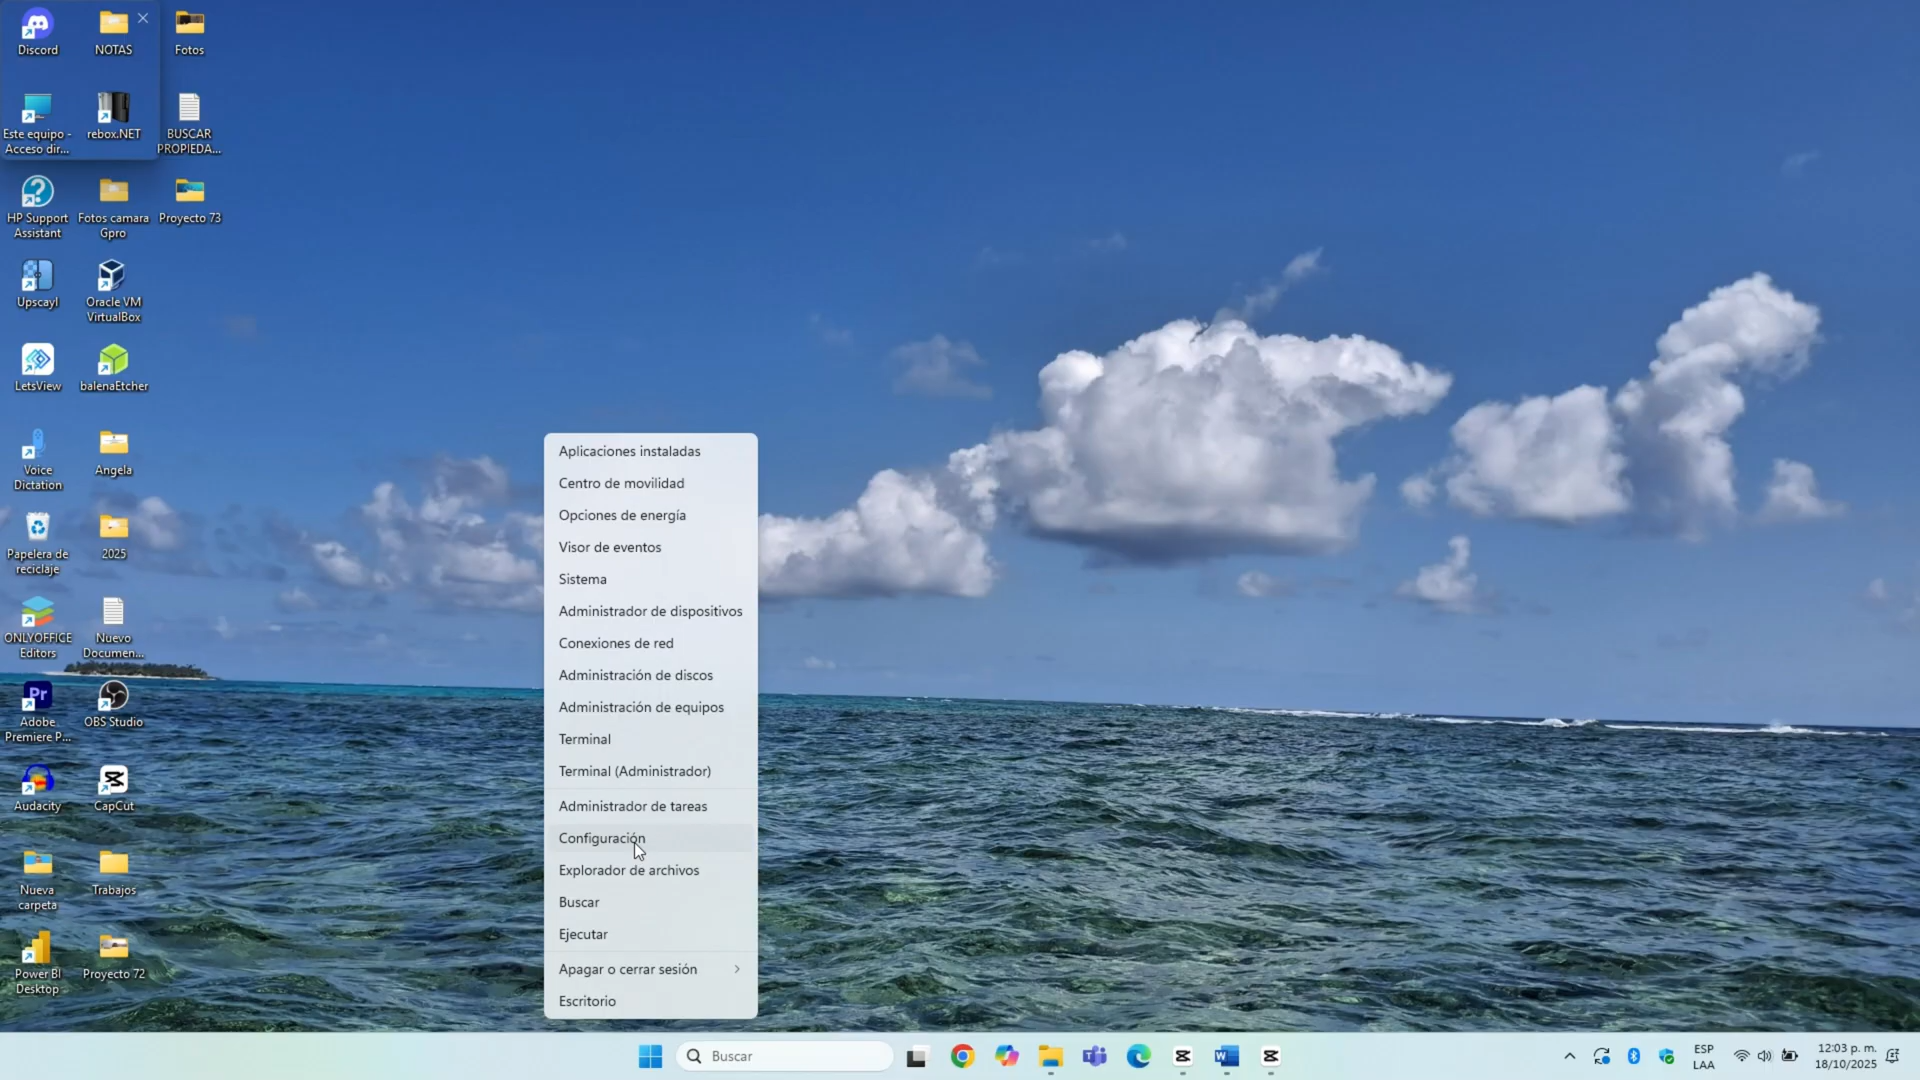 Discord
NOTAS
Fotos
Este equipo -
Acceso dir...
rebox.NET
BUSCAR
PROPIEDA...
HP Support
Assistant
Fotos camara
Gpro
Proyecto 73
Upscayl
Oracle VM
VirtualBox
LetsView
balenaEtcher
Voice
Dictation
Angela
Papelera de
reciclaje
2025
ONLYOFFICE
Editors
Nuevo
Documen...
Pr
Adobe
Premiere P...
OBS Studio
Audacity
CapCut
Nueva
carpeta
Trabajos
Power BI
Desktop
Proyecto 72
Aplicaciones instaladas
Centro de movilidad
Opciones de energía
Visor de eventos
Sistema
Administrador de dispositivos
Conexiones de red
Administración de discos
Administración de equipos
Terminal
Terminal (Administrador)
Administrador de tareas
Configuración
Explorador de archivos
Buscar
Ejecutar
Apagar o cerrar sesión
Escritorio
Buscar
ESP
LAA
12:03 p. m.
18/10/2025